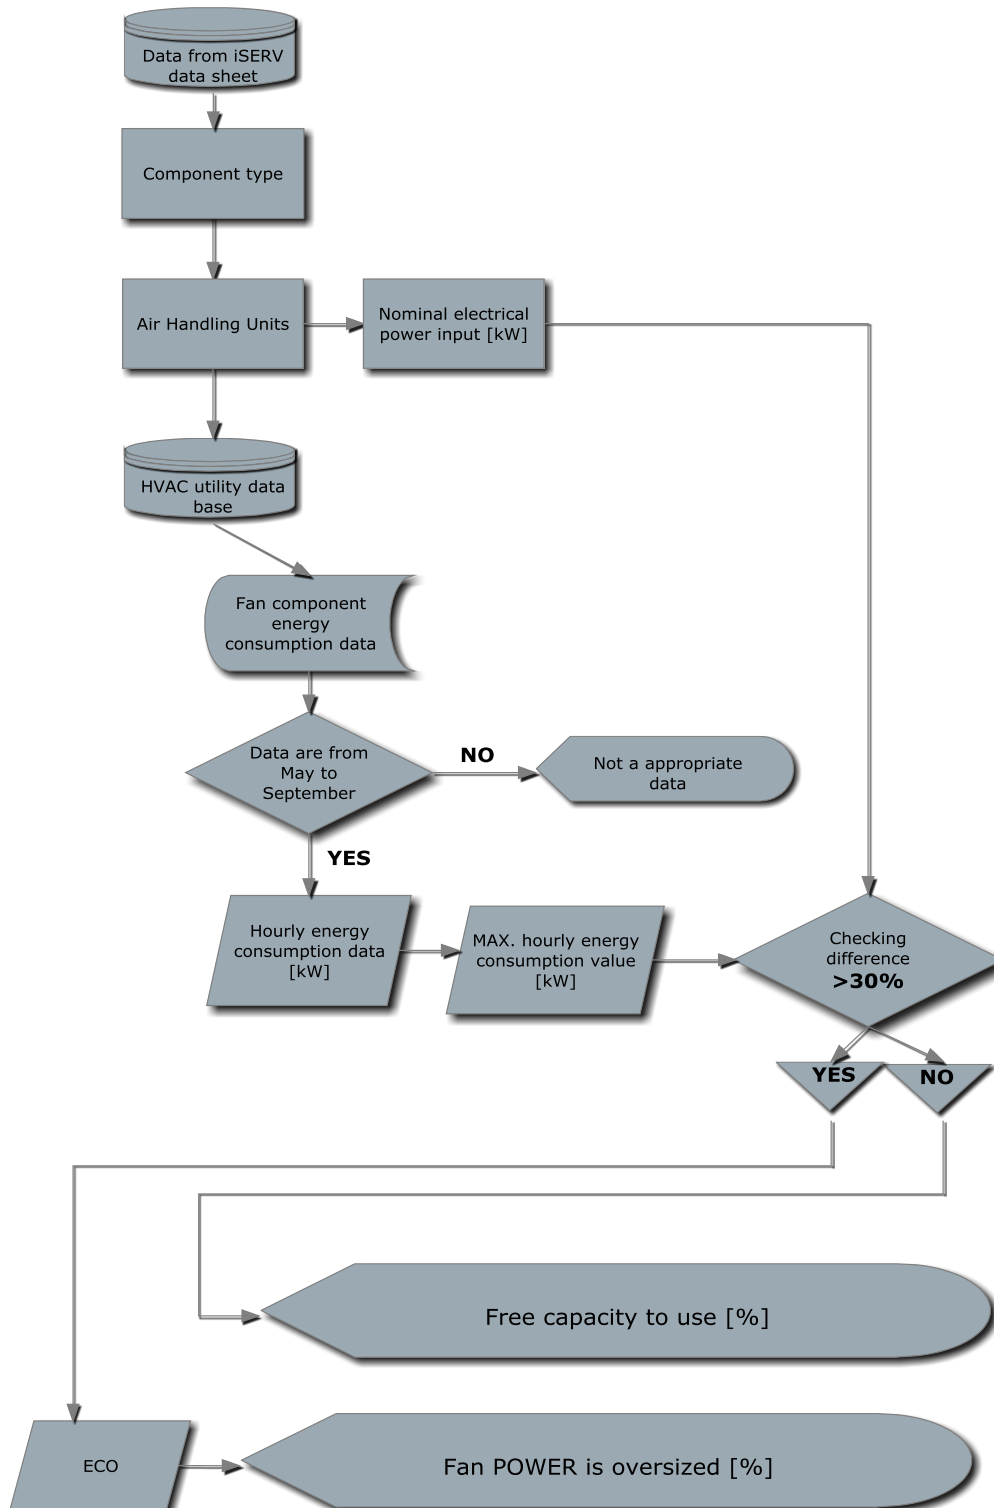 Data from iSERV
data sheet
Component type
Air Handling Units
Nominal electrical
power input [kW]
HVAC utility data
base
Fan component
energy
consumption data
Data are from
May to
September
NO
Not a appropriate
data
YES
Hourly energy
consumption data
[kW]
MAX. hourly energy
consumption value
[kW]
Checking
difference
>30%
YES
NO
Free capacity to use [%]
ECO
Fan POWER is oversized [%]